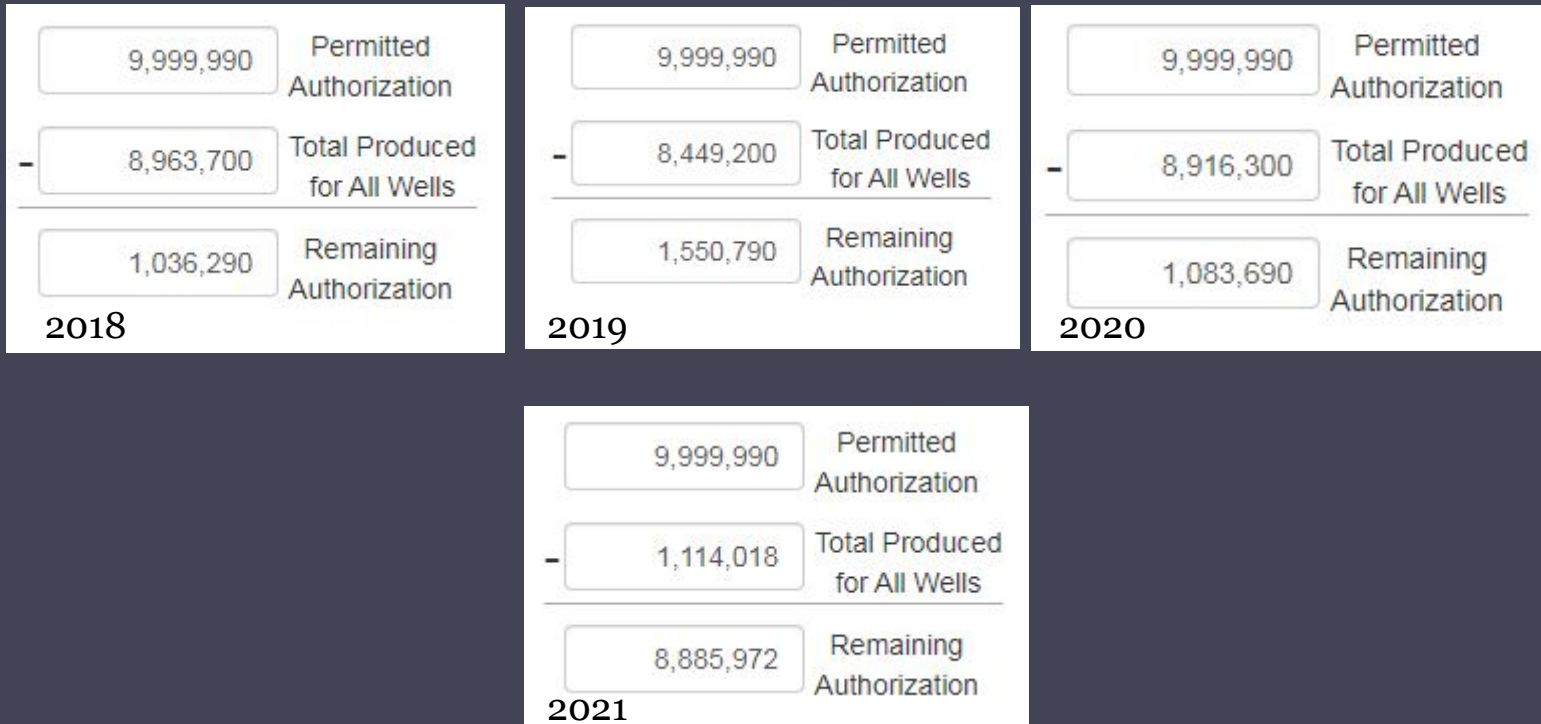 9,999,990 Permitted
Authorization
- 8,963,700 Total Produced
for All Wells
1,036,290 Remaining
Authorization
2018
9,999,990 Permitted
Authorization
- 8,449,200 Total Produced
for All Wells
1,550,790 Remaining
Authorization
2019
9,999,990 Permitted
Authorization
- 8,916,300 Total Produced
for All Wells
1,083,690 Remaining
Authorization
2020
9,999,990 Permitted
Authorization
- 1,114,018 Total Produced
for All Wells
8,885,972 Remaining
Authorization
2021